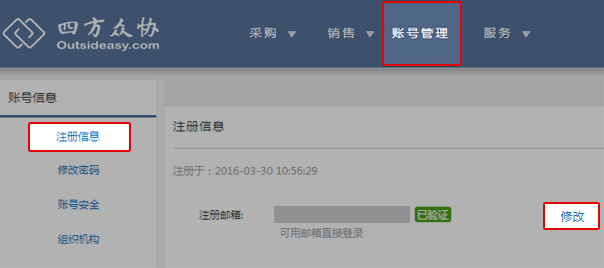 四方众协
Outsideasy.com
采购 ▼ 销售 ▼ 账号管理 服务 ▼
账号信息
注册信息
修改密码
账号安全
组织机构
注册信息
注册于：2016-03-30 10:56:29
注册邮箱: 已验证 修改
可用邮箱直接登录